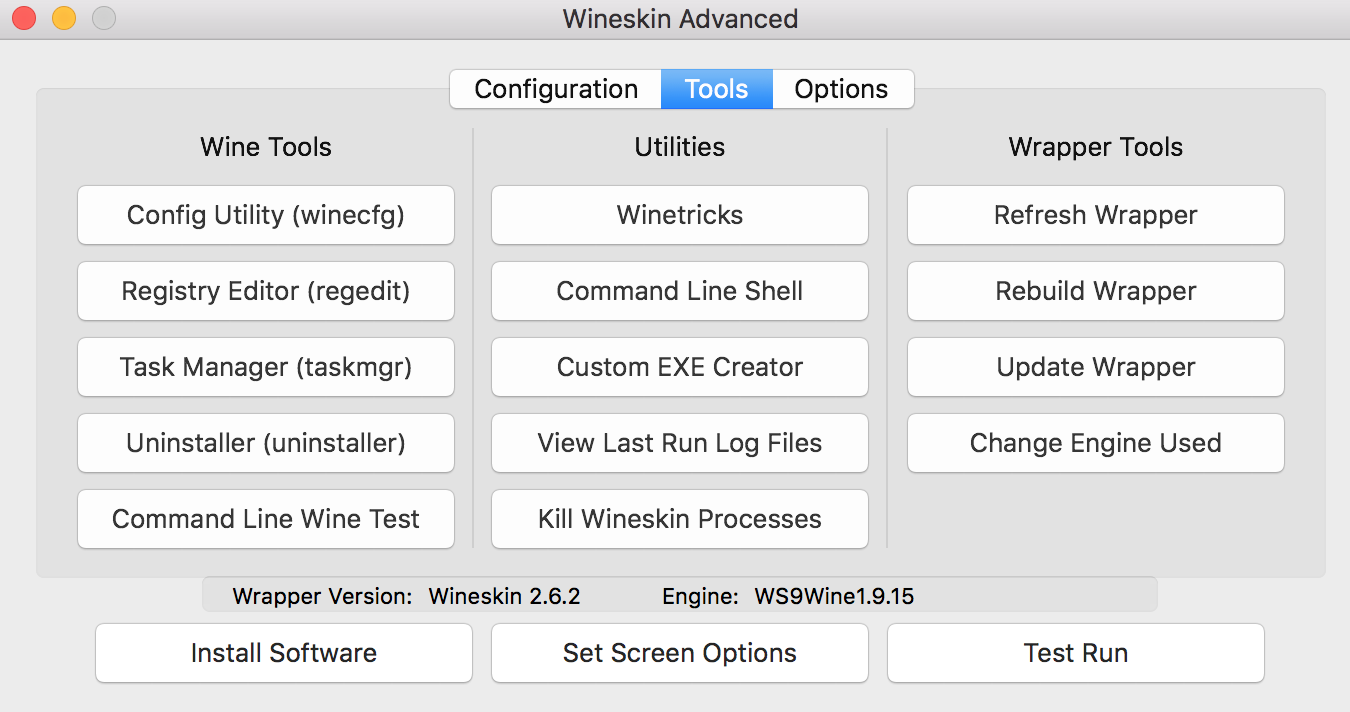 Wineskin Advanced
Configuration Tools Options
Wine Tools
Config Utility (winecfg)
Registry Editor (regedit)
Task Manager (taskmgr)
Uninstaller (uninstaller)
Command Line Wine Test
Utilities
Winetricks
Command Line Shell
Custom EXE Creator
View Last Run Log Files
Kill Wineskin Processes
Wrapper Tools
Refresh Wrapper
Rebuild Wrapper
Update Wrapper
Change Engine Used
Wrapper Version: Wineskin 2.6.2 Engine: WS9Wine1.9.15
Install Software Set Screen Options Test Run